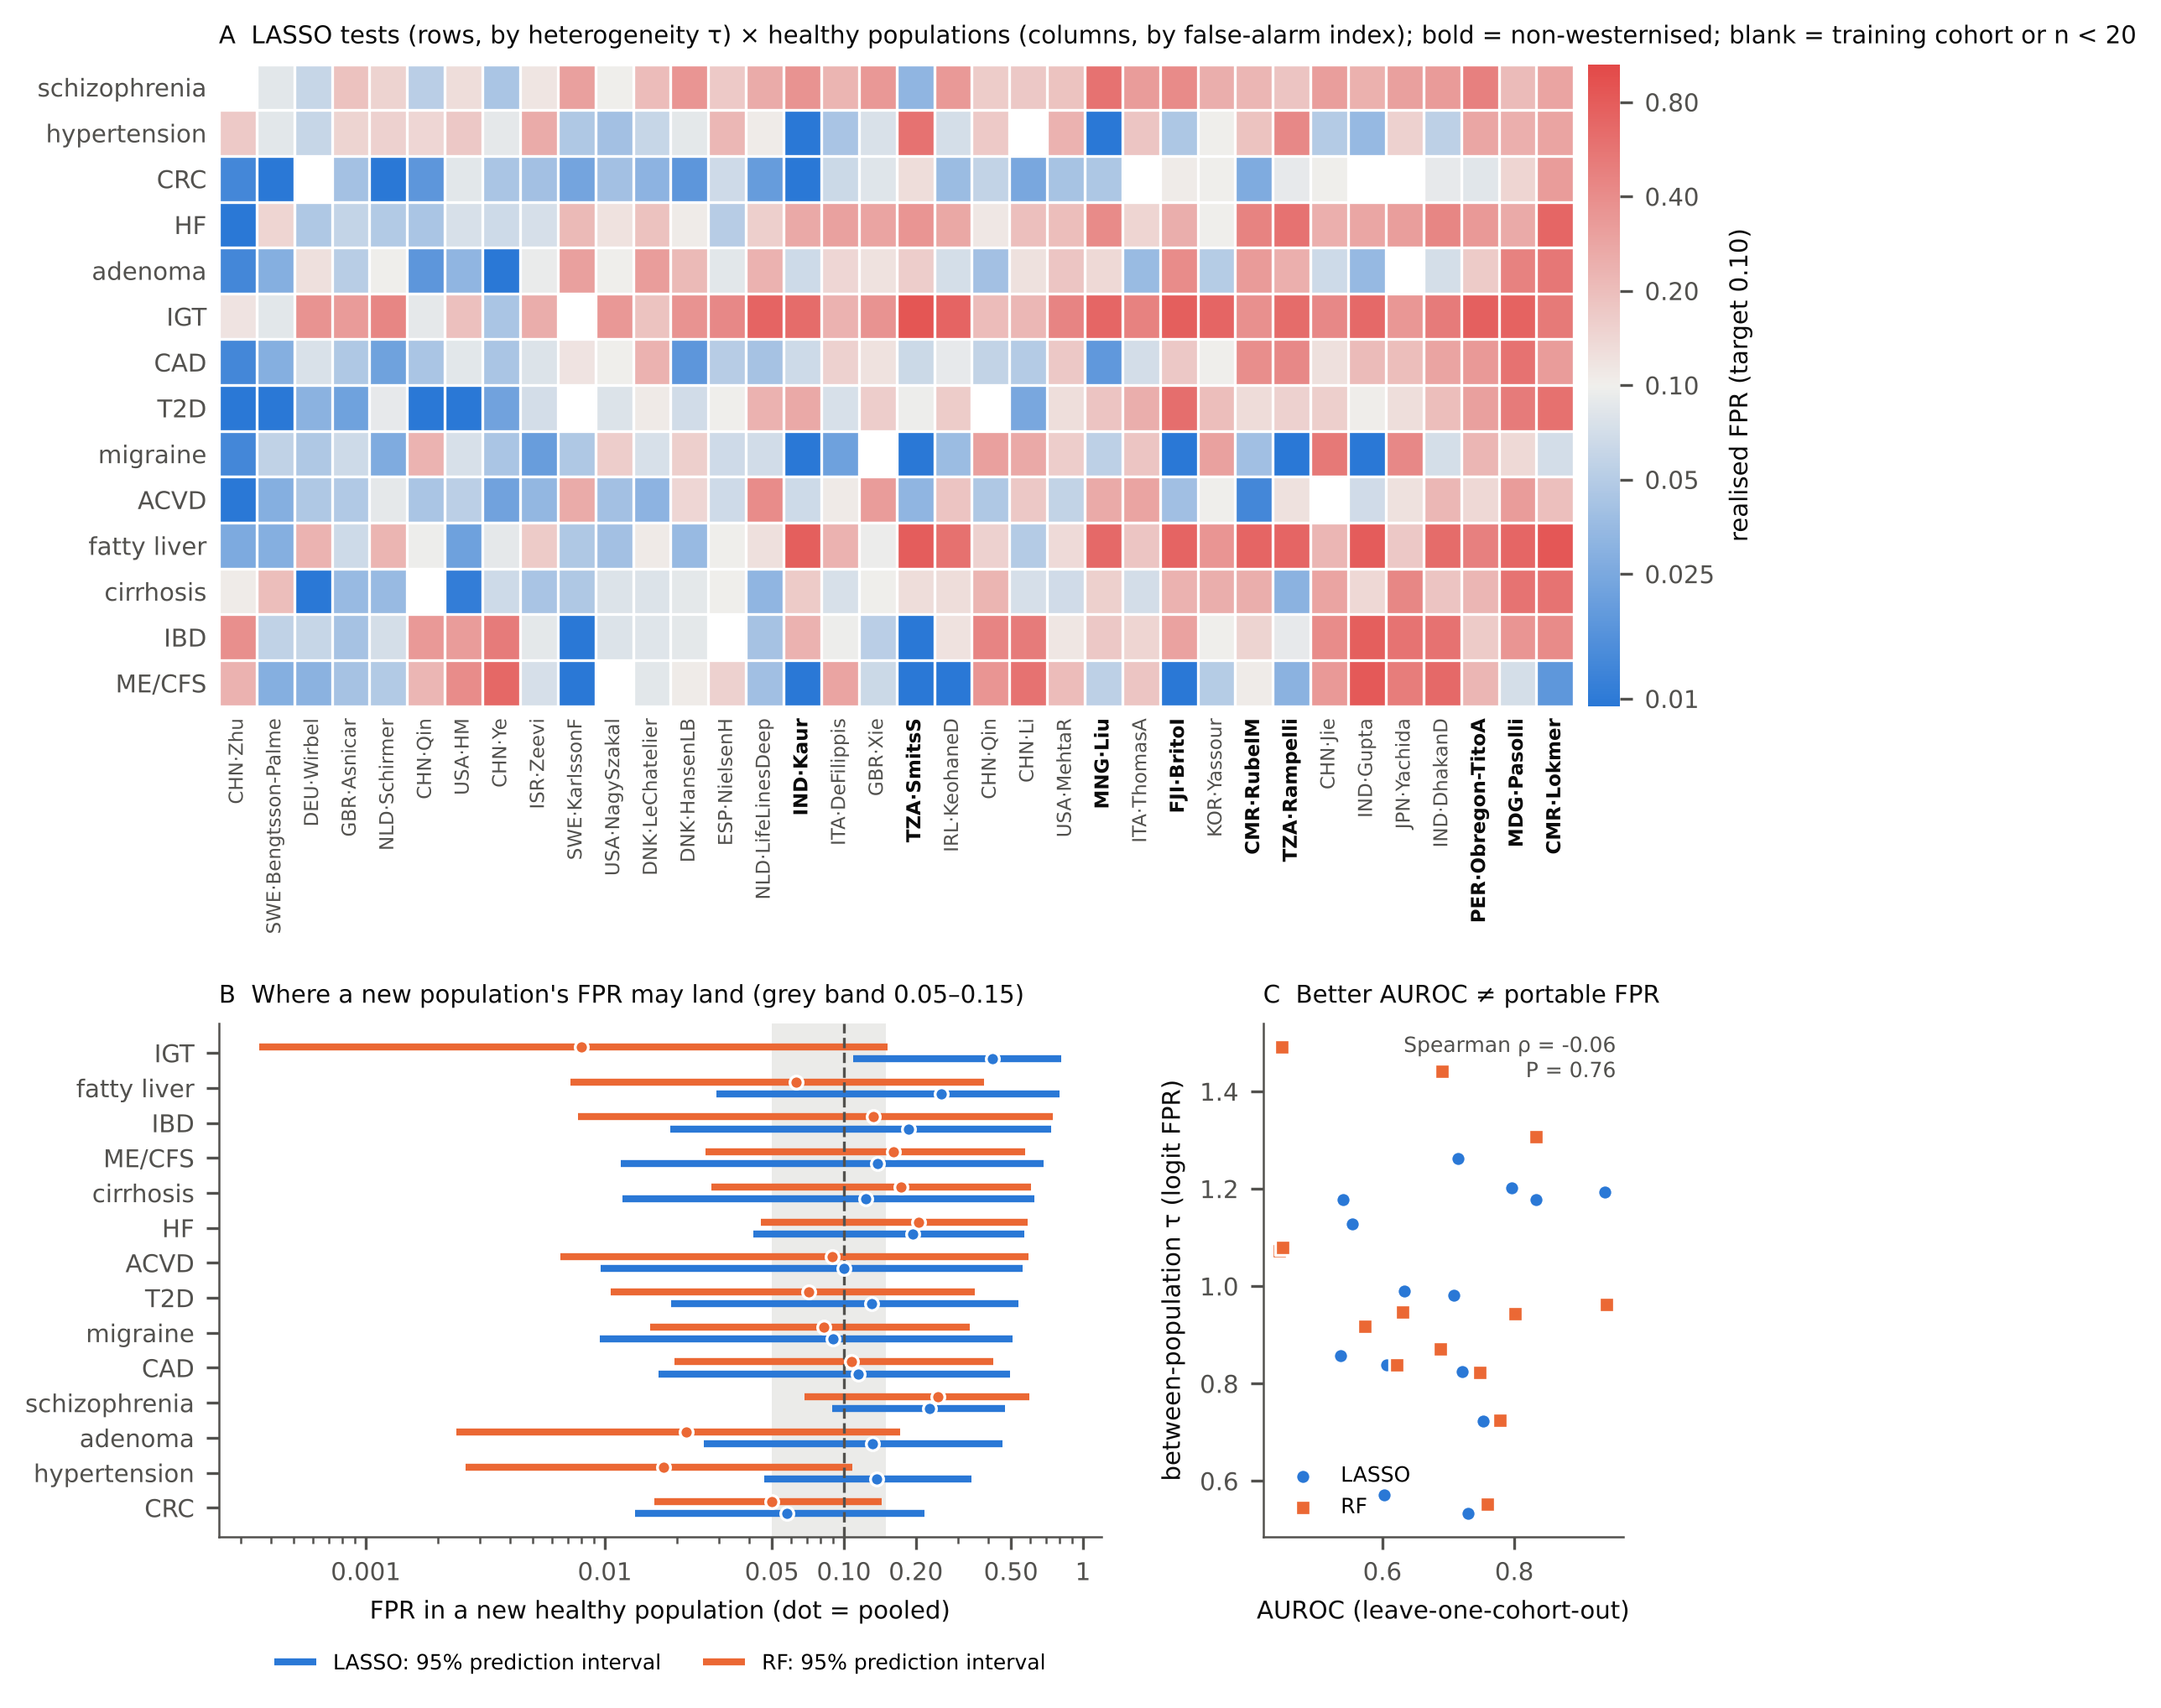 A  LASSO tests (rows, by heterogeneity τ) × healthy populations (columns, by false-alarm index); bold = non-westernised; blank = training cohort or n < 20
schizophrenia
hypertension
CRC
HF
adenoma
IGT
CAD
T2D
migraine
ACVD
fatty liver
cirrhosis
IBD
ME/CFS
0.80
0.40
0.20
0.10
0.05
0.025
0.01
realised FPR (target 0.10)
CHN·Zhu
SWE·Bengtsson-Palme
DEU·Wirbel
GBR·Asnicar
NLD·Schirmer
CHN·Qin
USA·HM
CHN·Ye
ISR·Zeevi
SWE·KarlssonF
USA·NagySzakal
DNK·LeChatelier
DNK·HansenLB
ESP·NielsenH
NLD·LifeLinesDeep
IND·Kaur
ITA·DeFilippis
GBR·Xie
TZA·SmitsS
IRL·KeohaneD
CHN·Qin
CHN·Li
USA·MehtaR
MNG·Liu
ITA·ThomasA
FJI·BritoI
KOR·Yassour
CMR·RubelM
TZA·Rampelli
CHN·Jie
IND·Gupta
JPN·Yachida
IND·DhakanD
PER·Obregon-TitoA
MDG·Pasolli
CMR·Lokmer
B  Where a new population's FPR may land (grey band 0.05–0.15)
IGT
fatty liver
IBD
ME/CFS
cirrhosis
HF
ACVD
T2D
migraine
CAD
schizophrenia
adenoma
hypertension
CRC
0.001
0.01
0.05
0.10
0.20
0.50
1
FPR in a new healthy population (dot = pooled)
LASSO: 95% prediction interval
RF: 95% prediction interval
C  Better AUROC ≠ portable FPR
Spearman ρ = -0.06
P = 0.76
between-population τ (logit FPR)
1.4
1.2
1.0
0.8
0.6
LASSO
RF
0.6
0.8
AUROC (leave-one-cohort-out)